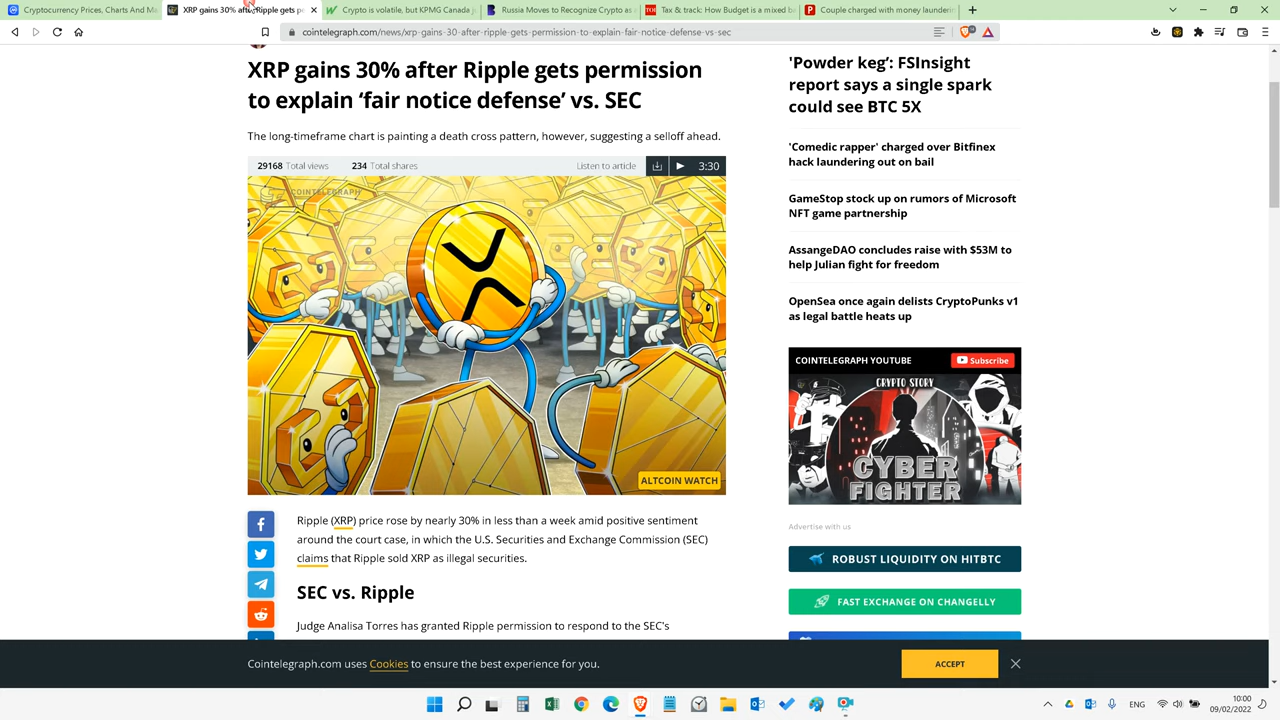 Cryptocurrency Prices, Charts And Ma
XRP gains 30% after Ripple gets pe
Crypto is volatile, but KPMG Canada j
Russia Moves to Recognize Crypto as
Tax & track: How Budget is a mixed b
Couple charged with money launderi
cointelegraph.com/news/xrp-gains-30-after-ripple-gets-permission-to-explain-fair-notice-defense-vs-sec
XRP gains 30% after Ripple gets permission
to explain ‘fair notice defense’ vs. SEC
The long-timeframe chart is painting a death cross pattern, however, suggesting a selloff ahead.
29168 Total views
234 Total shares
Listen to article
3:30
COINTELEGRAPH
ALTCOIN WATCH
Ripple (XRP) price rose by nearly 30% in less than a week amid positive sentiment
around the court case, in which the U.S. Securities and Exchange Commission (SEC)
claims that Ripple sold XRP as illegal securities.
SEC vs. Ripple
Judge Analisa Torres has granted Ripple permission to respond to the SEC's
'Powder keg’: FSInsight
report says a single spark
could see BTC 5X
'Comedic rapper' charged over Bitfinex
hack laundering out on bail
GameStop stock up on rumors of Microsoft
NFT game partnership
AssangeDAO concludes raise with $53M to
help Julian fight for freedom
OpenSea once again delists CryptoPunks v1
as legal battle heats up
COINTELEGRAPH YOUTUBE
Subscribe
CRYPTO STORY
CYBER
FIGHTER
Advertise with us
ROBUST LIQUIDITY ON HITBTC
FAST EXCHANGE ON CHANGELLY
Cointelegraph.com uses Cookies to ensure the best experience for you.
ACCEPT
ENG
10:00
09/02/2022